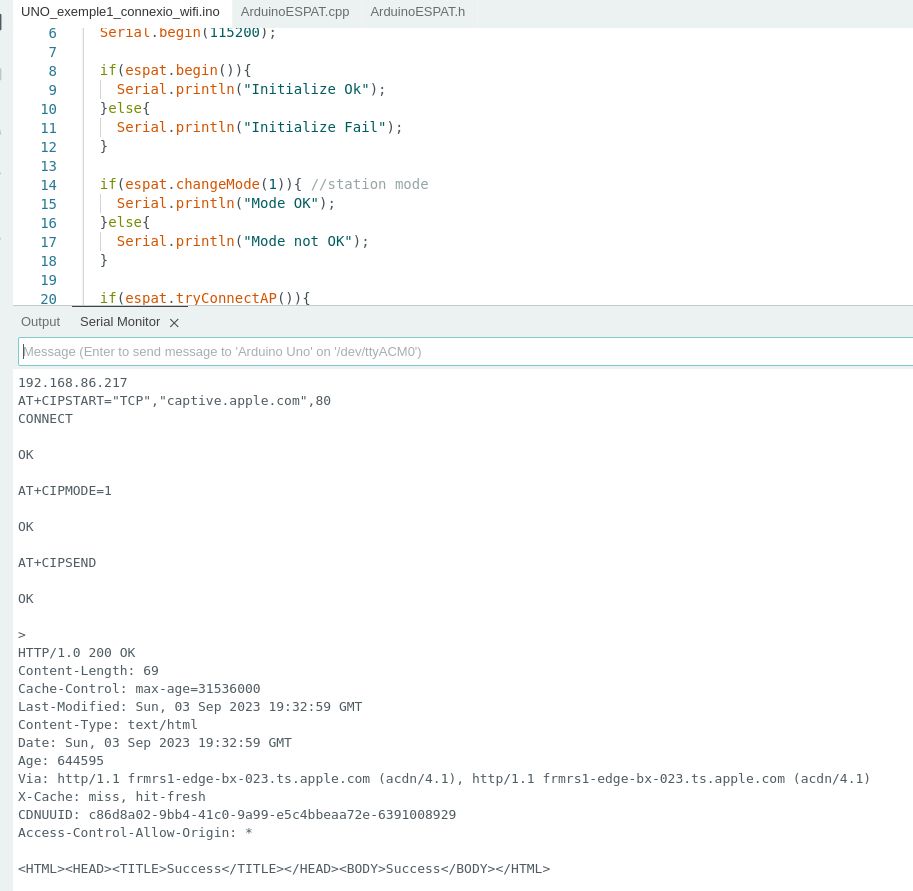 UNO_exemple1_connexio_wifi.ino ArduinoESPAT.cpp ArduinoESPAT.h
6 Serial.begin(115200);
7
8 if(espat.begin()){
9 Serial.println("Initialize Ok");
10 }else{
11 Serial.println("Initialize Fail");
12 }
13
14 if(espat.changeMode(1)){ //station mode
15 Serial.println("Mode OK");
16 }else{
17 Serial.println("Mode not OK");
18 }
19
20 if(espat.tryConnectAP()){
Output Serial Monitor
Message (Enter to send message to 'Arduino Uno' on '/dev/ttyACM0')
192.168.86.217
AT+CIPSTART="TCP","captive.apple.com",80
CONNECT
OK
AT+CIPMODE=1
OK
AT+CIPSEND
OK
>
HTTP/1.0 200 OK
Content-Length: 69
Cache-Control: max-age=31536000
Last-Modified: Sun, 03 Sep 2023 19:32:59 GMT
Content-Type: text/html
Date: Sun, 03 Sep 2023 19:32:59 GMT
Age: 644595
Via: http/1.1 frmrs1-edge-bx-023.ts.apple.com (acdn/4.1), http/1.1 frmrs1-edge-bx-023.ts.apple.com (acdn/4.1)
X-Cache: miss, hit-fresh
CDNUUID: c86d8a02-9bb4-41c0-9a99-e5c4bbeaa72e-6391008929
Access-Control-Allow-Origin: *
<HTML><HEAD><TITLE>Success</TITLE></HEAD><BODY>Success</BODY></HTML>